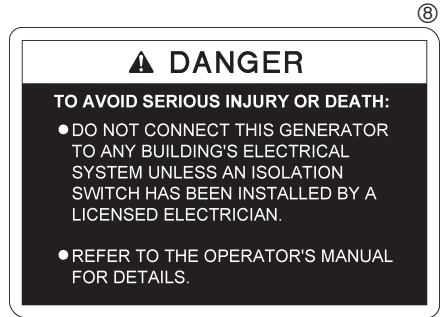 ⑧
⚠ DANGER
TO AVOID SERIOUS INJURY OR DEATH:
●DO NOT CONNECT THIS GENERATOR
TO ANY BUILDING'S ELECTRICAL
SYSTEM UNLESS AN ISOLATION
SWITCH HAS BEEN INSTALLED BY A
LICENSED ELECTRICIAN.
●REFER TO THE OPERATOR'S MANUAL
FOR DETAILS.